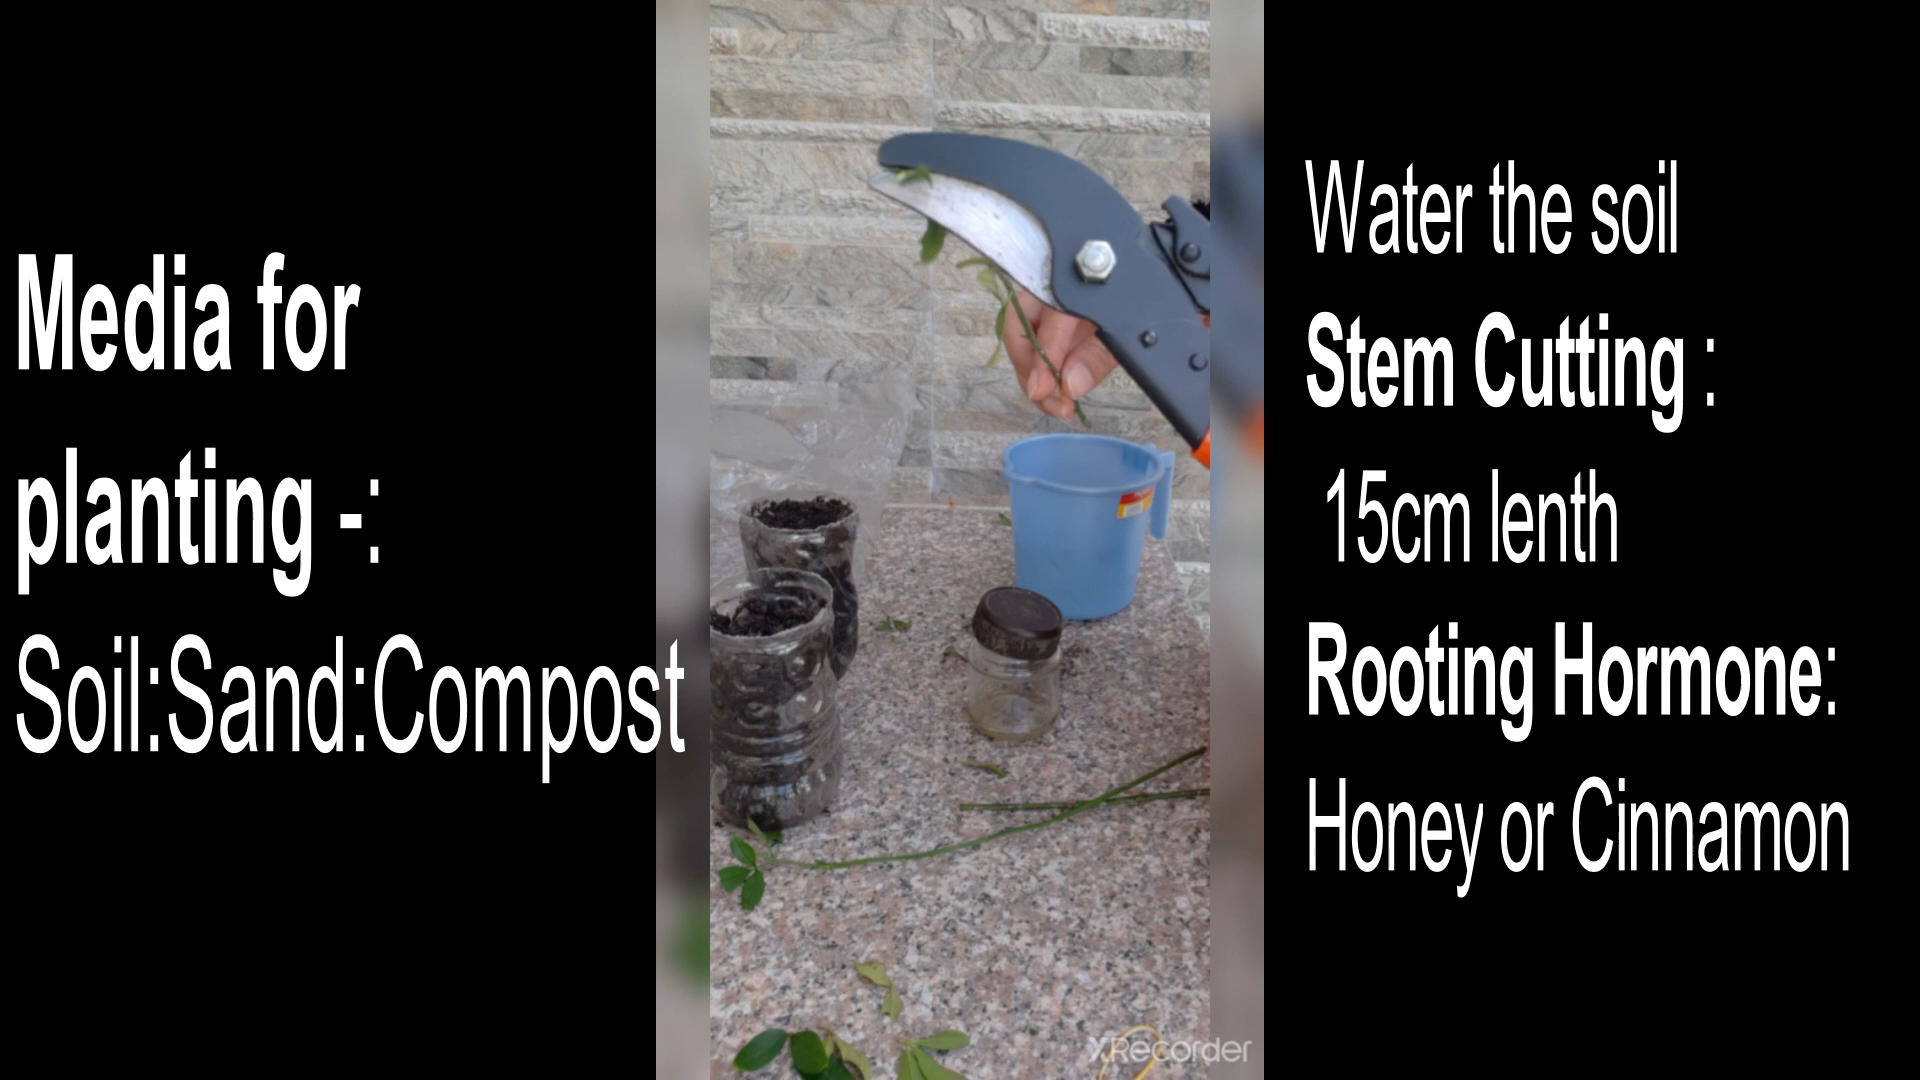 Media for
planting -:
Soil:Sand:Compost
Water the soil
Stem Cutting :
15cm lenth
Rooting Hormone:
Honey or Cinnamon
XRecorder